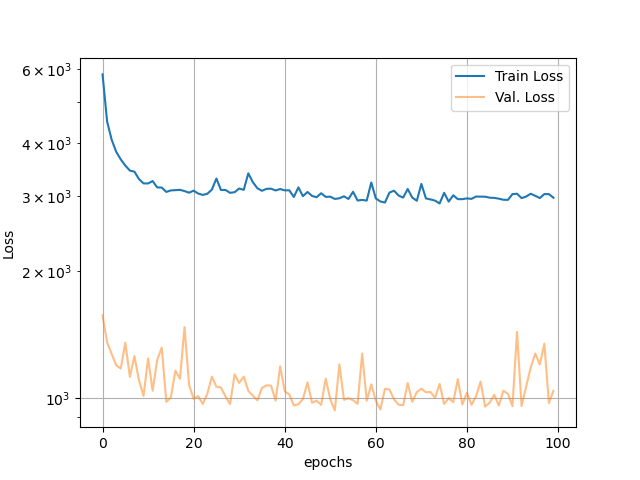 Train Loss
Val. Loss
6 × 10³
4 × 10³
3 × 10³
2 × 10³
10³
Loss
0 20 40 60 80 100
epochs